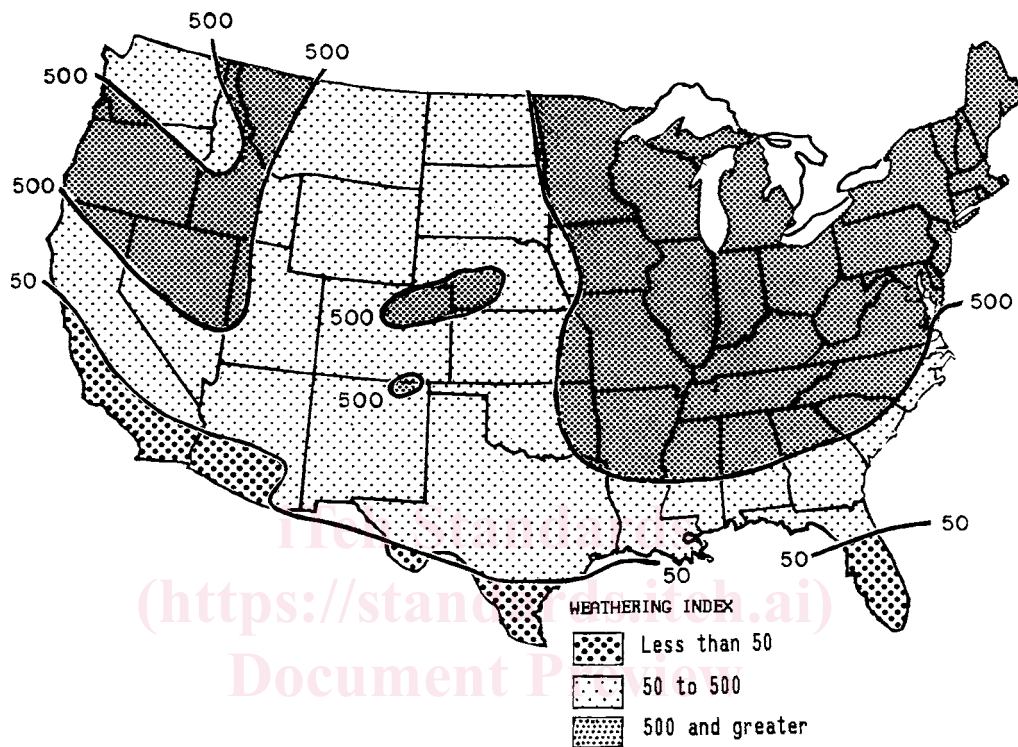 500
500
500
500
50
500
500
500
50
50
50
iTeh Standards
(https://standards.iteh.ai)
Document Preview
WEATHERING INDEX
Less than 50
50 to 500
500 and greater